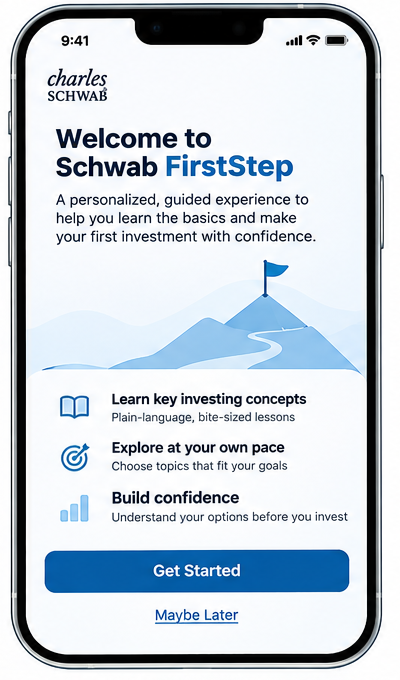 9:41
charles
SCHWAB
Welcome to
Schwab FirstStep
A personalized, guided experience to
help you learn the basics and make
your first investment with confidence.
Learn key investing concepts
Plain-language, bite-sized lessons
Explore at your own pace
Choose topics that fit your goals
Build confidence
Understand your options before you invest
Get Started
Maybe Later